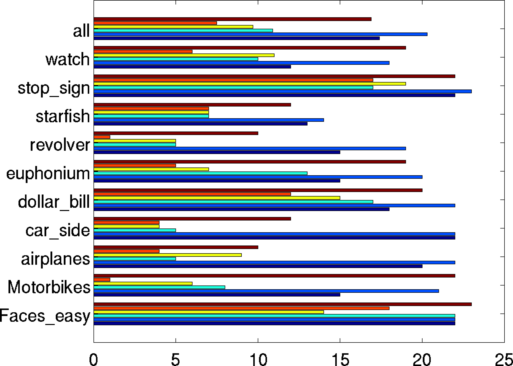 all
watch
stop_sign
starfish
revolver
euphonium
dollar_bill
car_side
airplanes
Motorbikes
Faces_easy
0 5 10 15 20 25